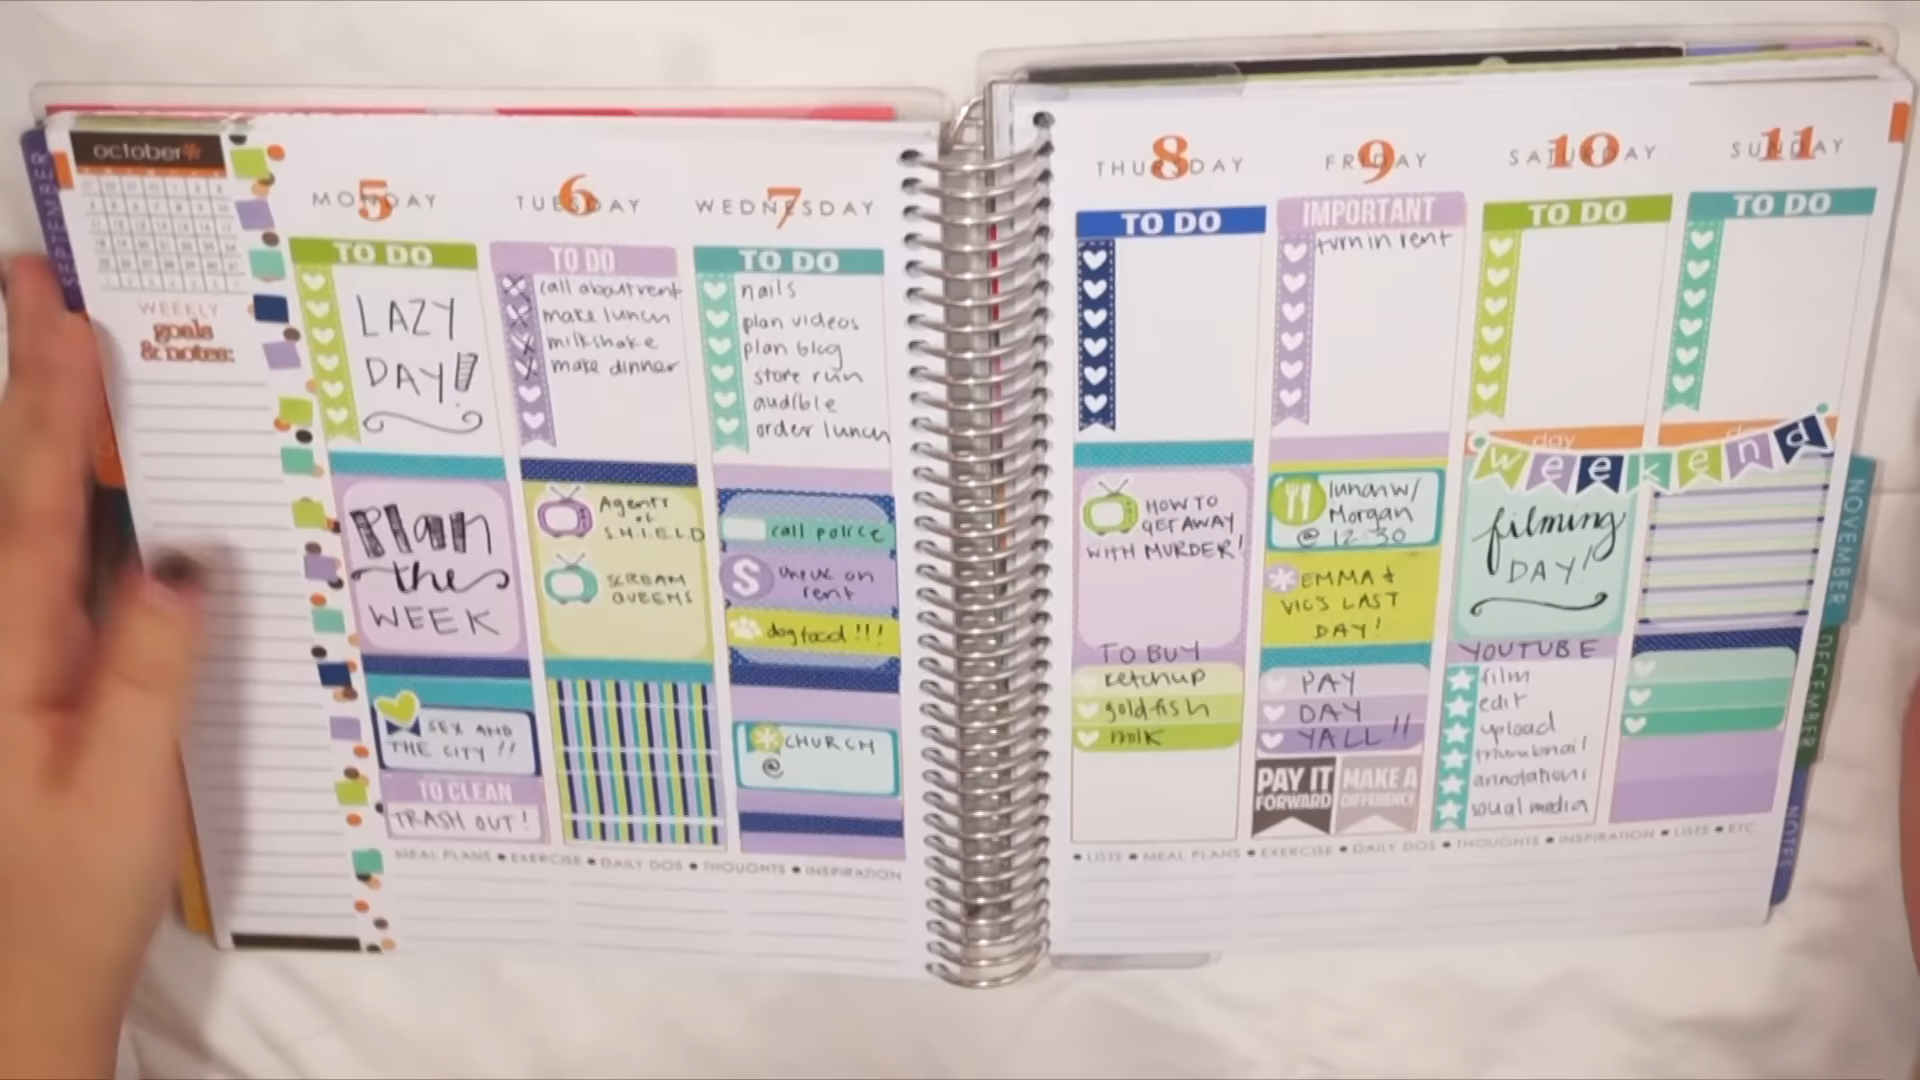 october*
WEEKLY
goals
& notes:
MONDAY
5
TO DO
LAZY
DAY!
Plan
the
WEEK
SEX AND
THE CITY !!
TO CLEAN
TRASH OUT!
TUESDAY
6
TO DO
call about rent
make lunch
milkshake
make dinner
Agents
of
S.H.I.E.L.D
SCREAM
QUEENS
WEDNESDAY
7
TO DO
nails
plan videos
plan blog
store run
audible
order lunch
call police
$
check on
rent
dog food !!!
CHURCH
@
MEAL PLANS * EXERCISE * DAILY DOS * THOUGHTS * INSPIRATION
THURSDAY
8
TO DO
HOW TO
GET AWAY
WITH MURDER!
TO BUY
ketchup
goldfish
milk
FRIDAY
9
IMPORTANT
turn in rent
lunch w/
Morgan
@ 12:30
EMMA &
VIC'S LAST
DAY!
PAY
DAY
YALL!!
PAY IT
FORWARD
MAKE A
DIFFERENCE
SATURDAY
10
TO DO
day
weekend
filming
DAY!
YOUTUBE
film
edit
upload
thumbnail
annotations
social media
SUNDAY
11
TO DO
* LISTS * MEAL PLANS * EXERCISE * DAILY DOS * THOUGHTS * INSPIRATION * LISTS * ETC
NOVEMBER
DECEMBER
NOTES